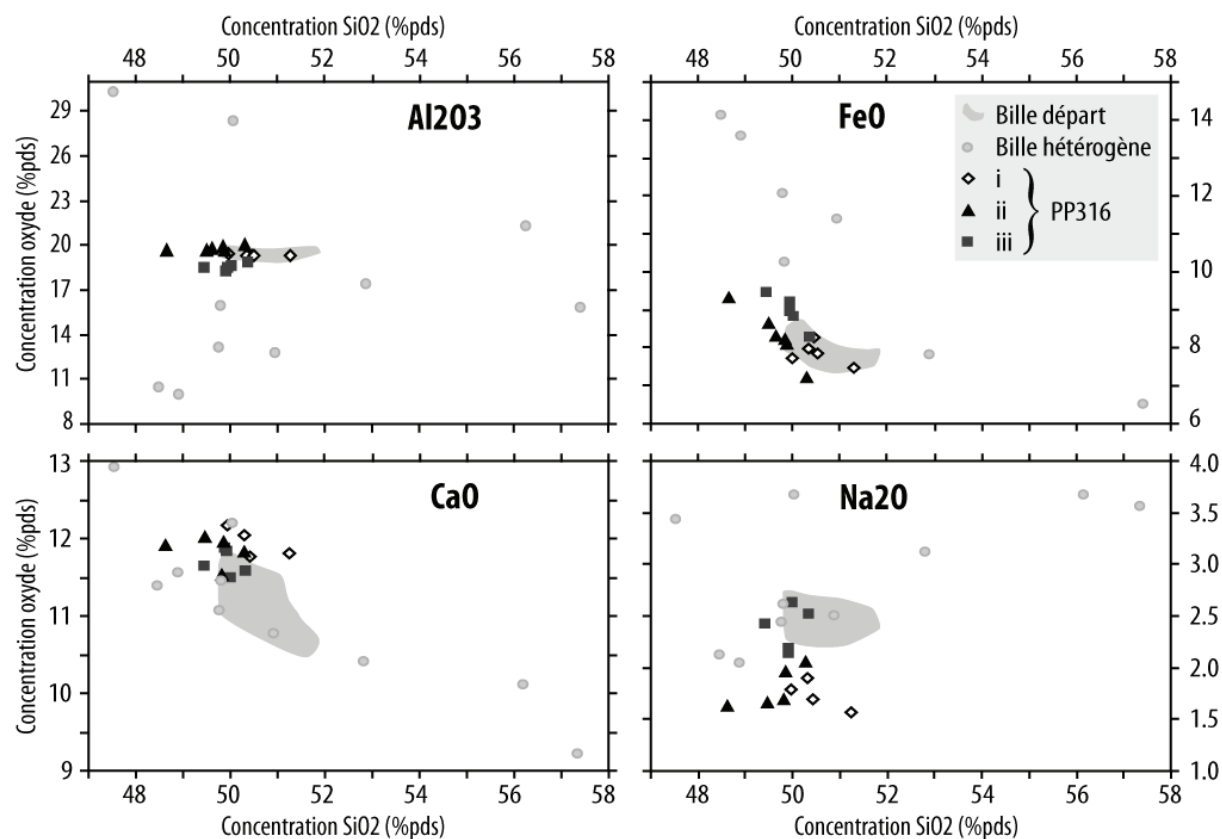 Concentration SiO2 (%pds)
Concentration SiO2 (%pds)
48 50 52 54 56 58
48 50 52 54 56 58
Concentration oxyde (%pds)
29
26
23
20
17
14
11
8
Al2O3
FeO
Bille départ
Bille hétérogène
i
ii
iii
PP316
14
12
10
8
6
Concentration oxyde (%pds)
13
12
11
10
9
CaO
Na2O
4.0
3.5
3.0
2.5
2.0
1.5
1.0
48 50 52 54 56 58
48 50 52 54 56 58
Concentration SiO2 (%pds)
Concentration SiO2 (%pds)